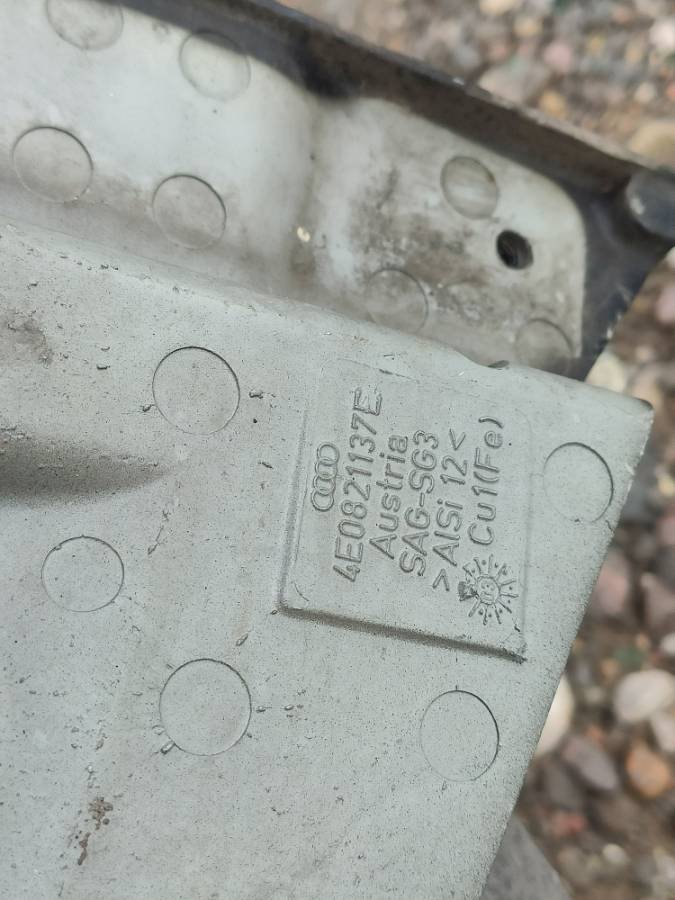 4E0821137E
Austria
SAG-SG3
>AlSi 12<
Cu1(Fe)